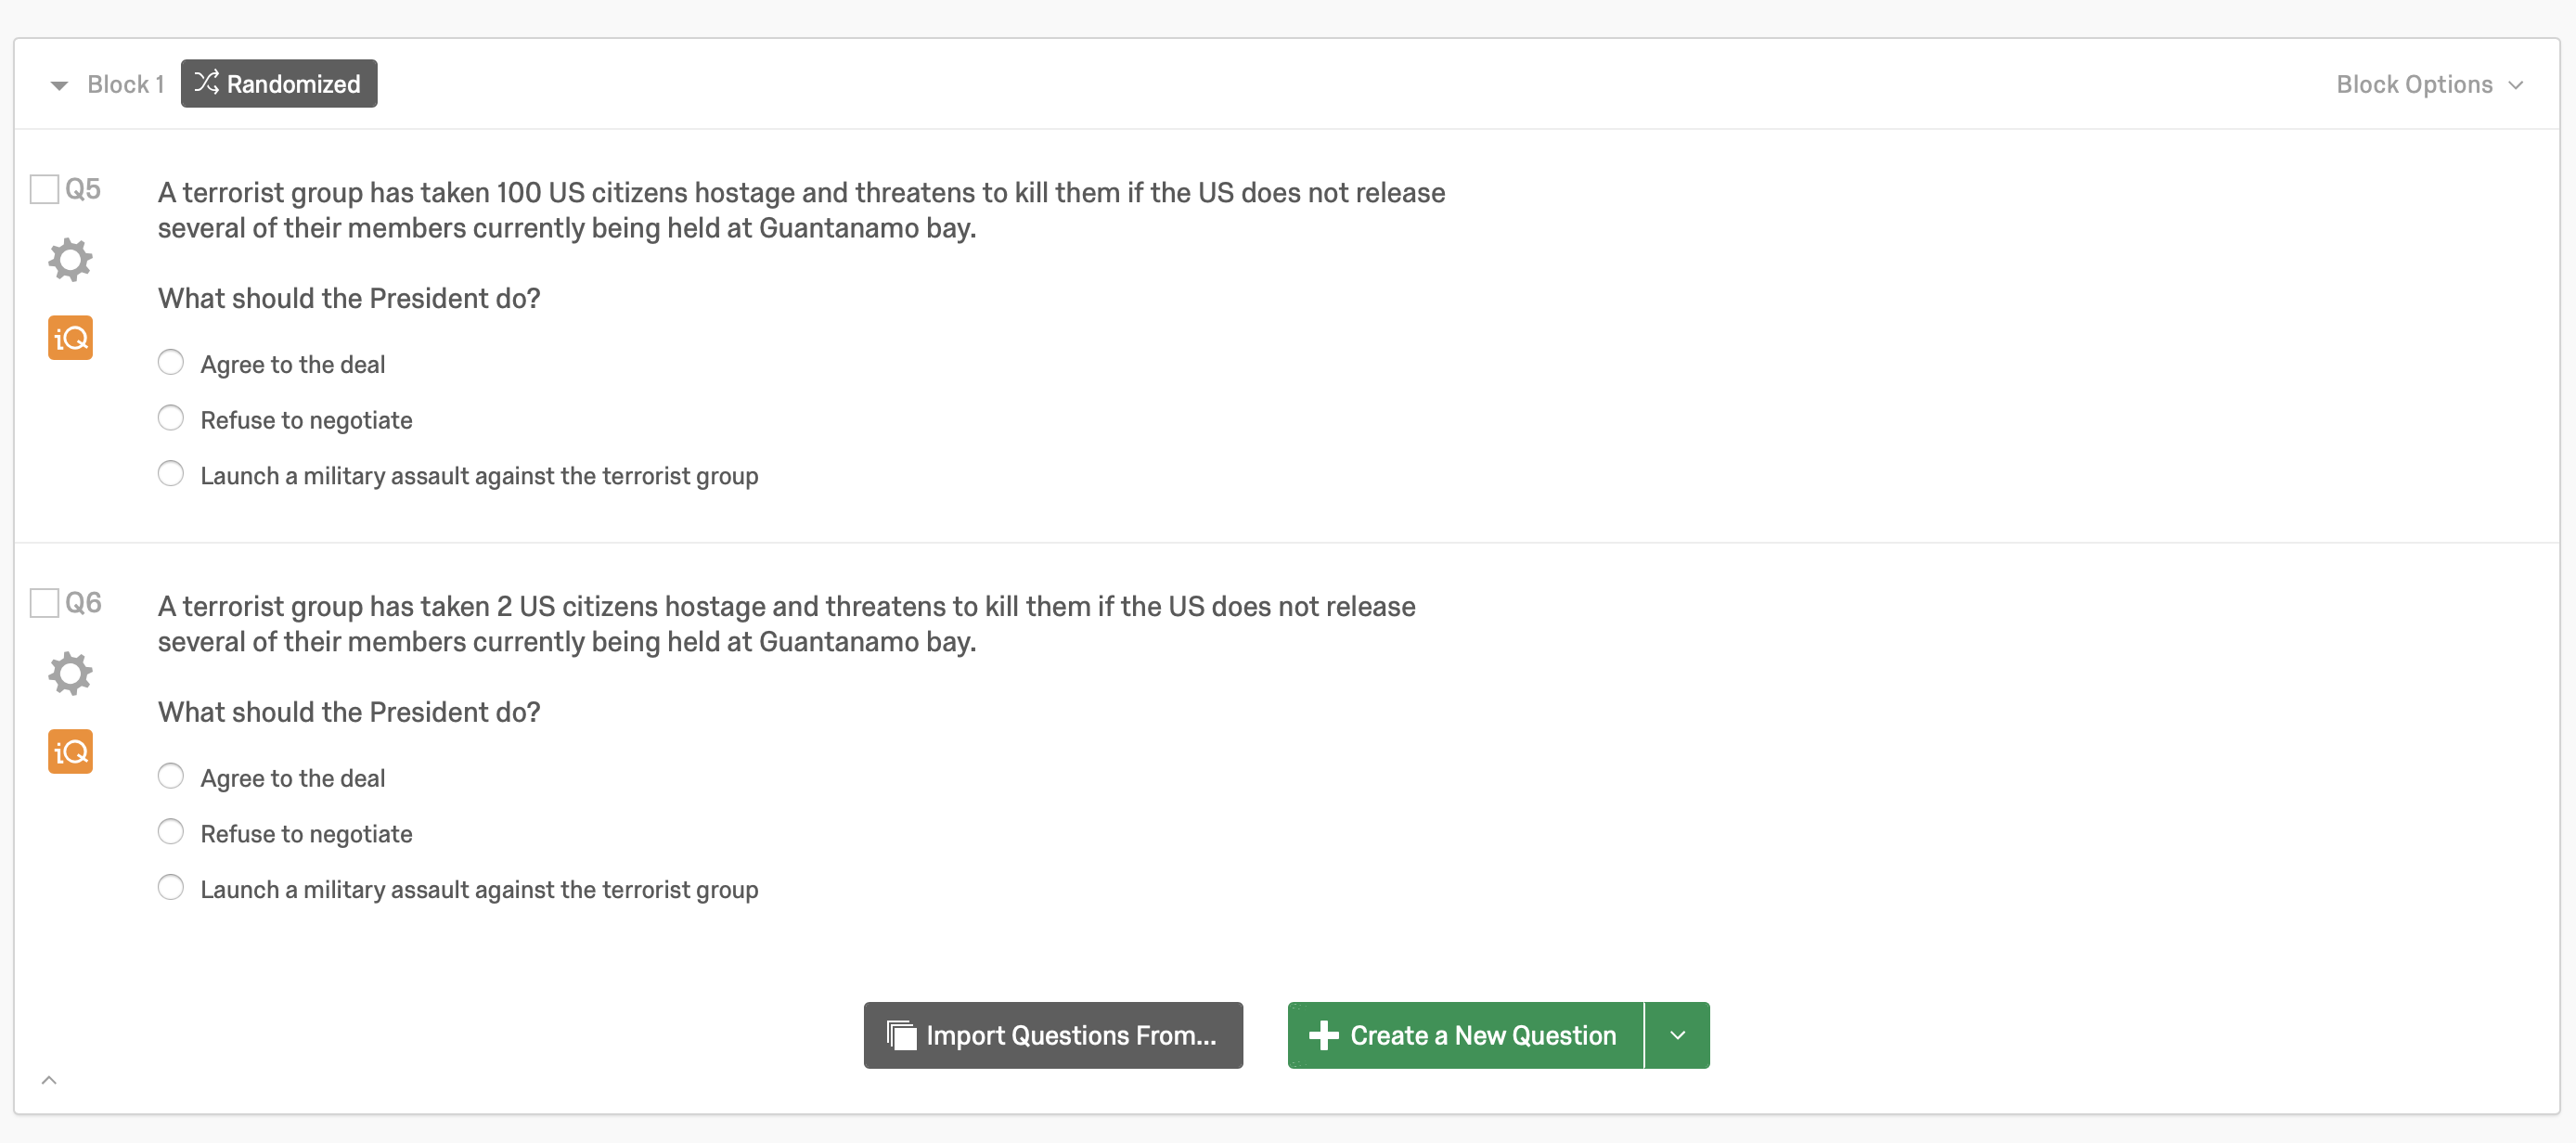 Block 1 Randomized Block Options
Q5 A terrorist group has taken 100 US citizens hostage and threatens to kill them if the US does not release
several of their members currently being held at Guantanamo bay.
What should the President do?
iQ
Agree to the deal
Refuse to negotiate
Launch a military assault against the terrorist group
Q6 A terrorist group has taken 2 US citizens hostage and threatens to kill them if the US does not release
several of their members currently being held at Guantanamo bay.
What should the President do?
iQ
Agree to the deal
Refuse to negotiate
Launch a military assault against the terrorist group
Import Questions From... Create a New Question